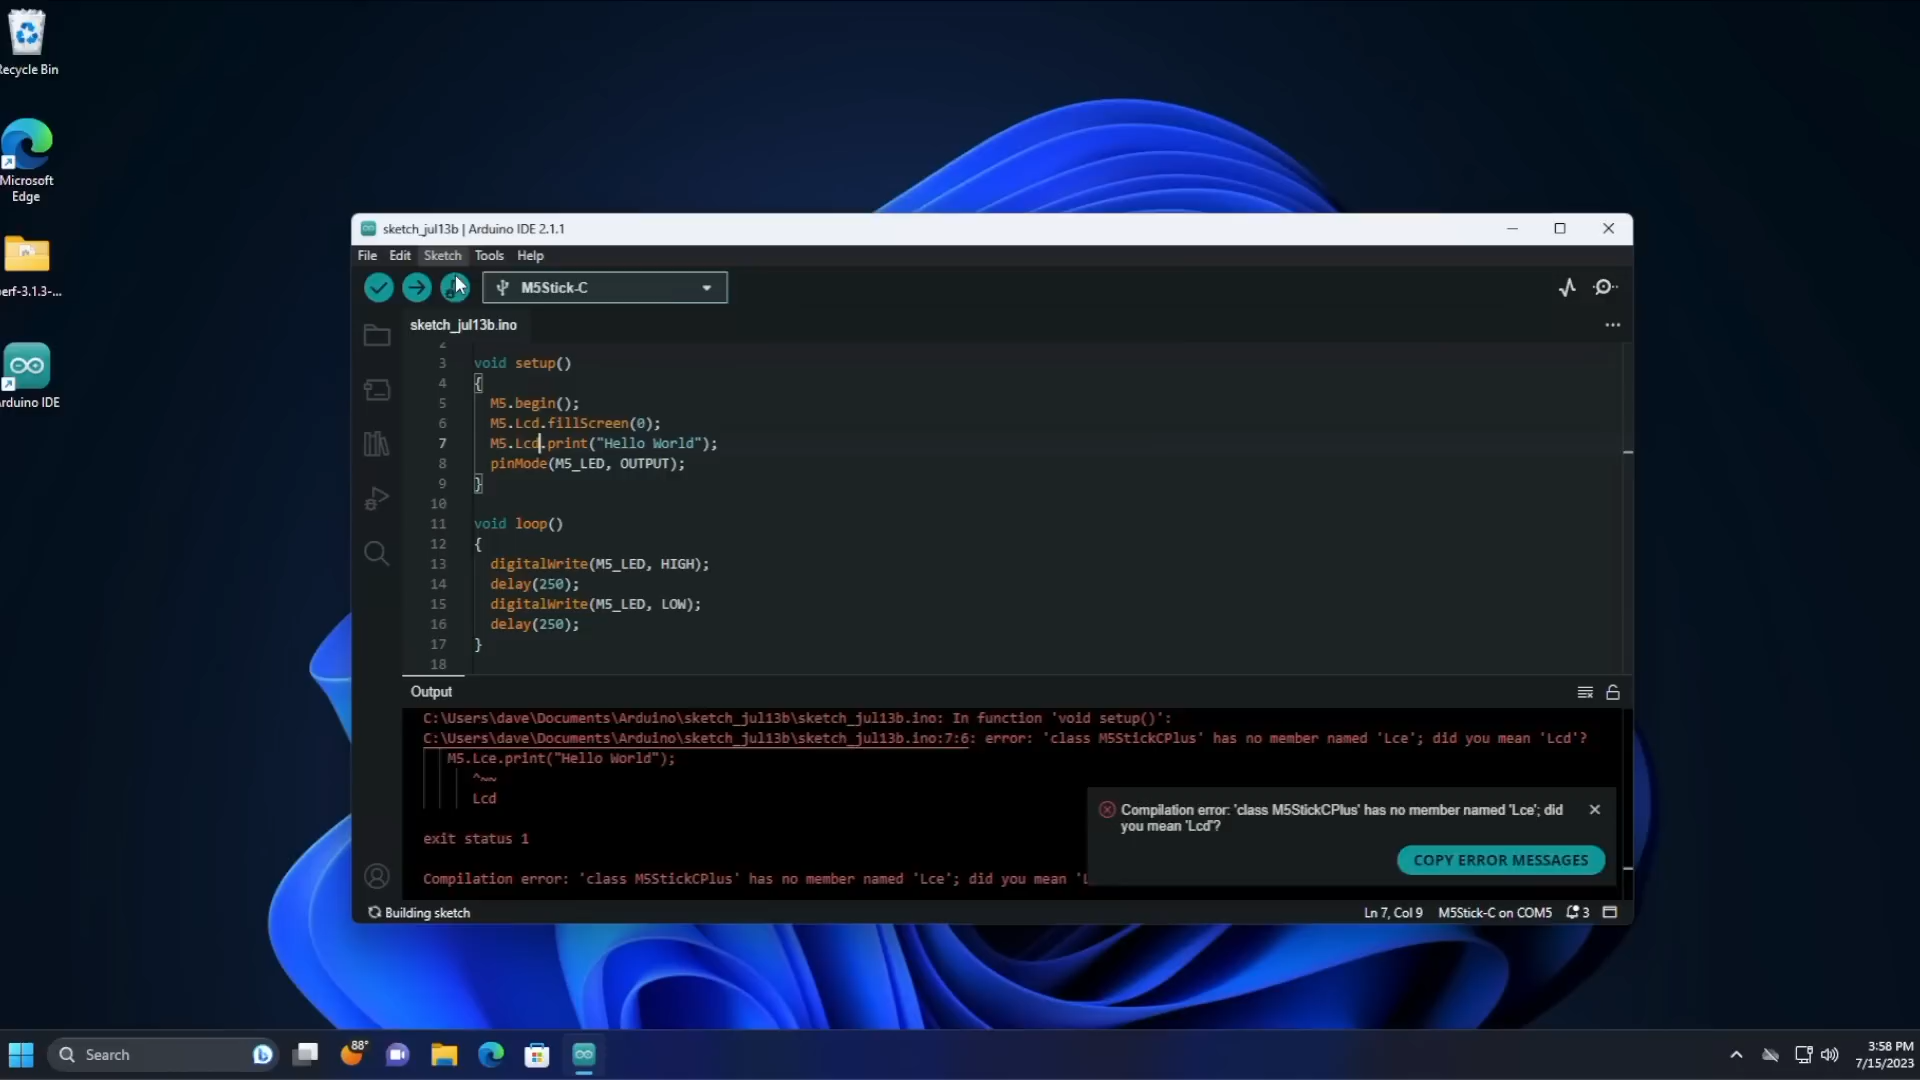 Recycle Bin
Microsoft
Edge
erf-3.1.3-...
rduino IDE
sketch_jul13b | Arduino IDE 2.1.1
File Edit Sketch Tools Help
M5Stick-C
sketch_jul13b.ino
2
3 void setup()
4 {
5 M5.begin();
6 M5.Lcd.fillScreen(0);
7 M5.Lcd.print("Hello World");
8 pinMode(M5_LED, OUTPUT);
9 }
10
11 void loop()
12 {
13 digitalWrite(M5_LED, HIGH);
14 delay(250);
15 digitalWrite(M5_LED, LOW);
16 delay(250);
17 }
18
Output
C:\Users\dave\Documents\Arduino\sketch_jul13b\sketch_jul13b.ino: In function 'void setup()':
C:\Users\dave\Documents\Arduino\sketch_jul13b\sketch_jul13b.ino:7:6: error: 'class M5StickCPlus' has no member named 'Lce'; did you mean 'Lcd'?
M5.Lce.print("Hello World");
^~~
Lcd
exit status 1
Compilation error: 'class M5StickCPlus' has no member named 'Lce'; did you mean 'L
Compilation error: 'class M5StickCPlus' has no member named 'Lce'; did
you mean 'Lcd'?
COPY ERROR MESSAGES
Building sketch
Ln 7, Col 9 M5Stick-C on COM5 3
Search
88°
3:58 PM
7/15/2023